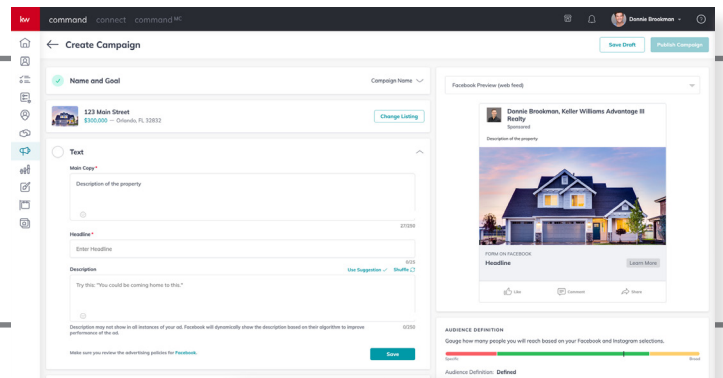 kw command connect command MC Donnie Brookman
Create Campaign Save Draft Publish Campaign
Name and Goal Campaign Name
123 Main Street
$300,000 — Orlando, FL 32832
Change Listing
Text
Main Copy*
Description of the property
27/250
Headline*
Enter Headline
0/25
Description Use Suggestion Shuffle
Try this: "You could be coming home to this."
Description may not show in all instances of your ad. Facebook will dynamically show the description based on their algorithm to improve 0/250
performance of the ad.
Make sure you review the advertising policies for Facebook.
Save
Facebook Preview (web feed)
Donnie Brookman, Keller Williams Advantage III
Realty
Sponsored
Description of the property
FORM ON FACEBOOK
Headline Learn More
Like Comment Share
AUDIENCE DEFINITION
Gauge how many people you will reach based on your Facebook and Instagram selections.
Specific Broad
Audience Definition: Defined